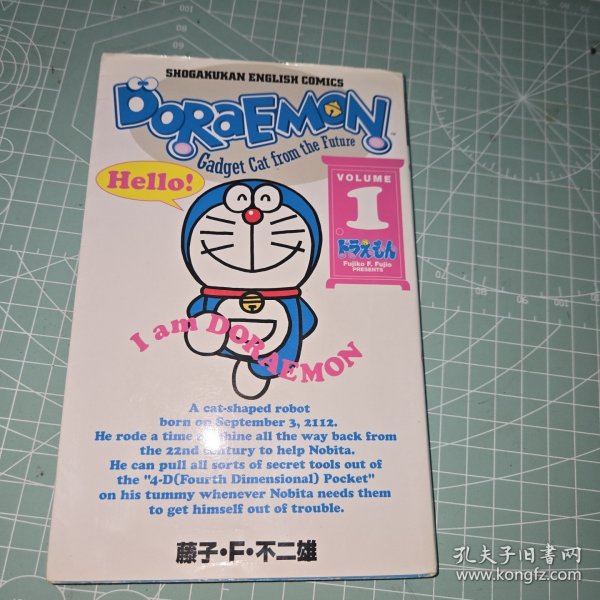 SHOGAKUKAN ENGLISH COMICS
DORAEMON
Gadget Cat from the Future
Hello!
VOLUME
1
ドラえもん
Fujiko F. Fujio
PRESENTS
I am DORAEMON
A cat-shaped robot
born on September 3, 2112.
He rode a time machine all the way back from
the 22nd century to help Nobita.
He can pull all sorts of secret tools out of
the "4-D(Fourth Dimensional) Pocket"
on his tummy whenever Nobita needs them
to get himself out of trouble.
藤子・F・不二雄
孔夫子旧书网
www.kongfz.com